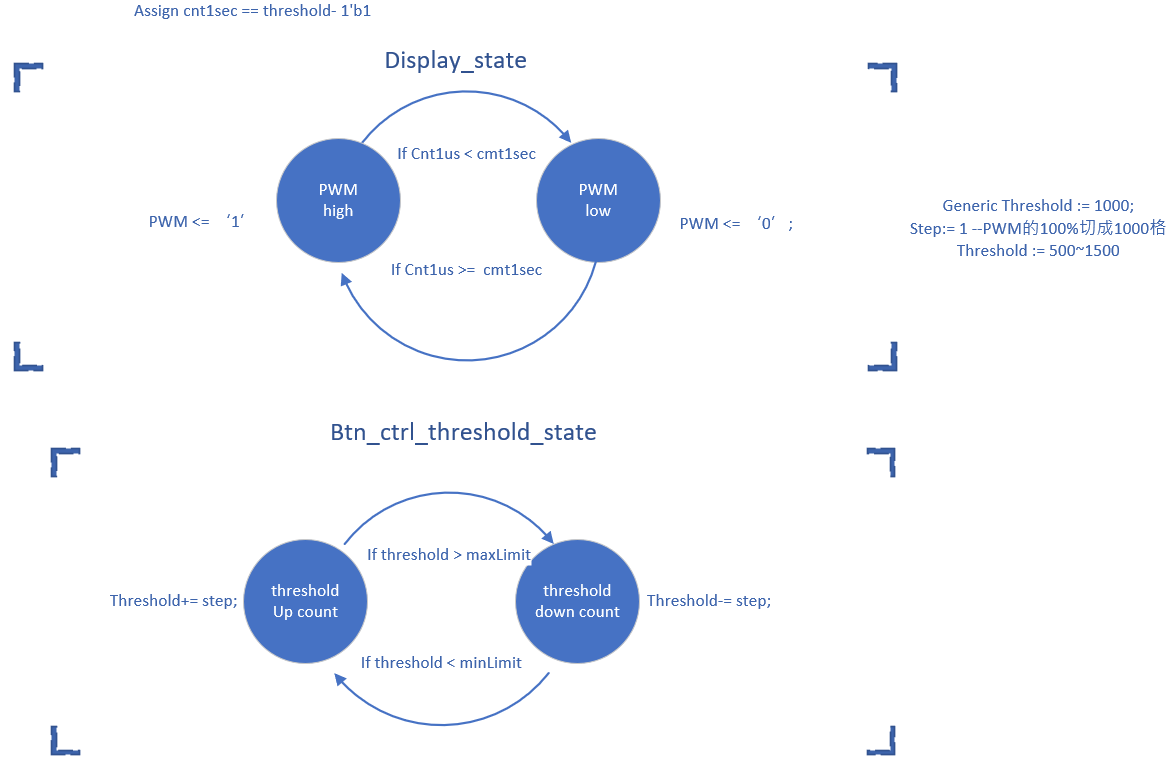 Assign cnt1sec == threshold- 1'b1
Display_state
If Cnt1us < cmt1sec
PWM
high
PWM
low
PWM <= ‘1‘
PWM <= ‘0‘ ;
If Cnt1us >= cmt1sec
Generic Threshold := 1000;
Step:= 1 --PWM的100%切成1000格
Threshold := 500~1500
Btn_ctrl_threshold_state
If threshold > maxLimit
Threshold+= step;
threshold
Up count
threshold
down count
Threshold-= step;
If threshold < minLimit